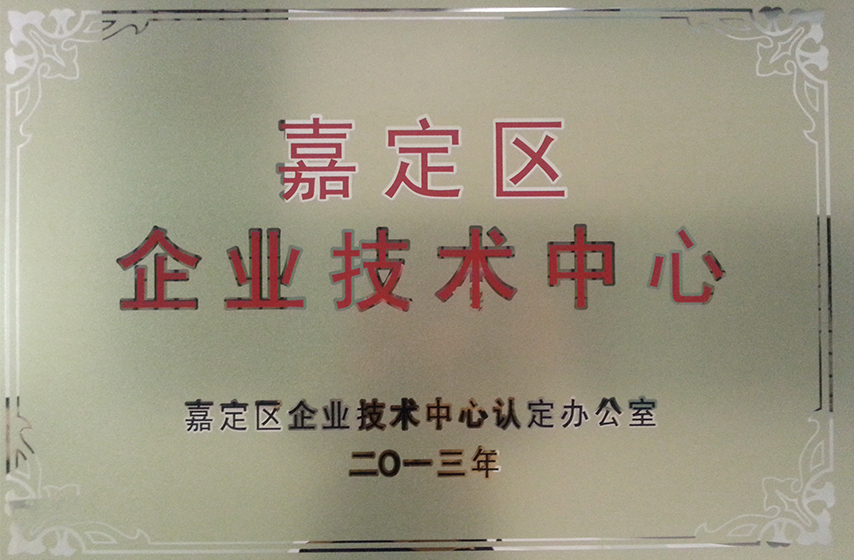 嘉定区
企业技术中心
嘉定区企业技术中心认定办公室
二〇一三年